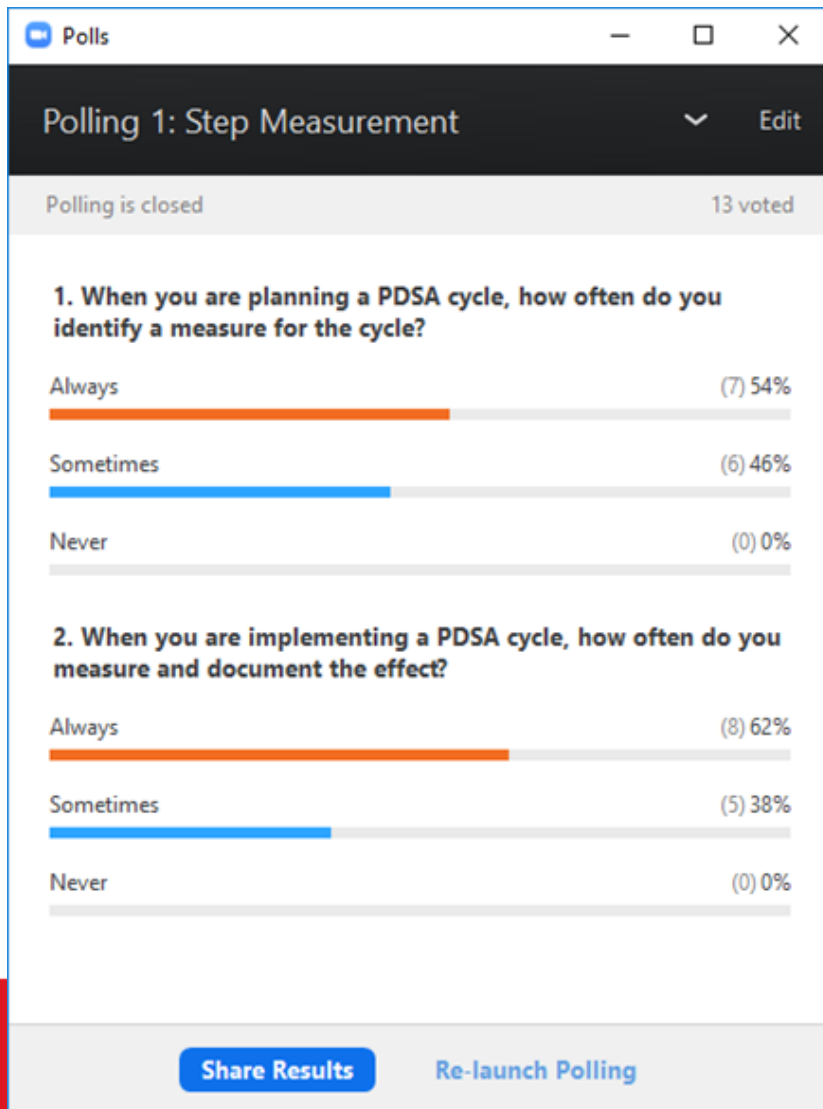 Polls
Polling 1: Step Measurement Edit
Polling is closed 13 voted
1. When you are planning a PDSA cycle, how often do you
identify a measure for the cycle?
Always (7) 54%
Sometimes (6) 46%
Never (0) 0%
2. When you are implementing a PDSA cycle, how often do you
measure and document the effect?
Always (8) 62%
Sometimes (5) 38%
Never (0) 0%
Share Results Re-launch Polling